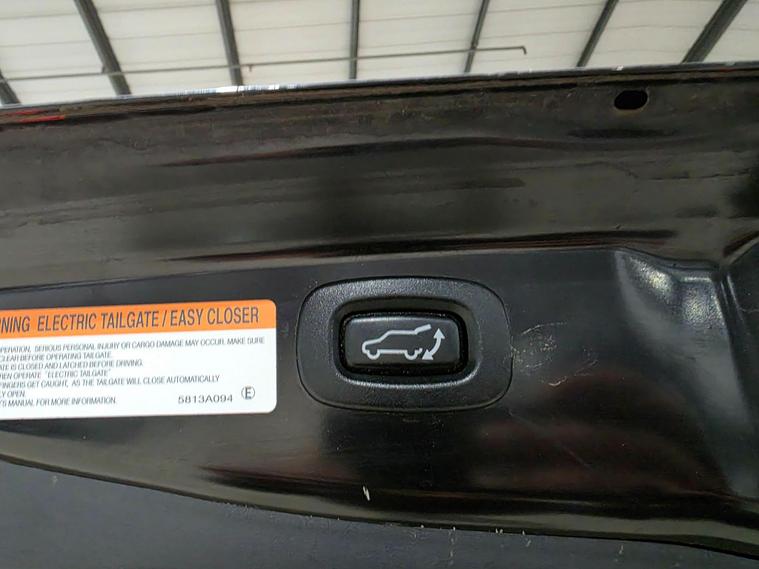 NING ELECTRIC TAILGATE / EASY CLOSER
OPERATION, SERIOUS PERSONAL INJURY OR CARGO DAMAGE MAY OCCUR. MAKE SURE
CLEAR BEFORE OPERATING TAILGATE.
ATE IS CLOSED AND LATCHED BEFORE DRIVING.
REN OPERATE "ELECTRIC TAILGATE"
FINGERS GET CAUGHT, AS THE TAILGATE WILL CLOSE AUTOMATICALLY
LY OPEN.
'S MANUAL FOR MORE INFORMATION.
5813A094 E